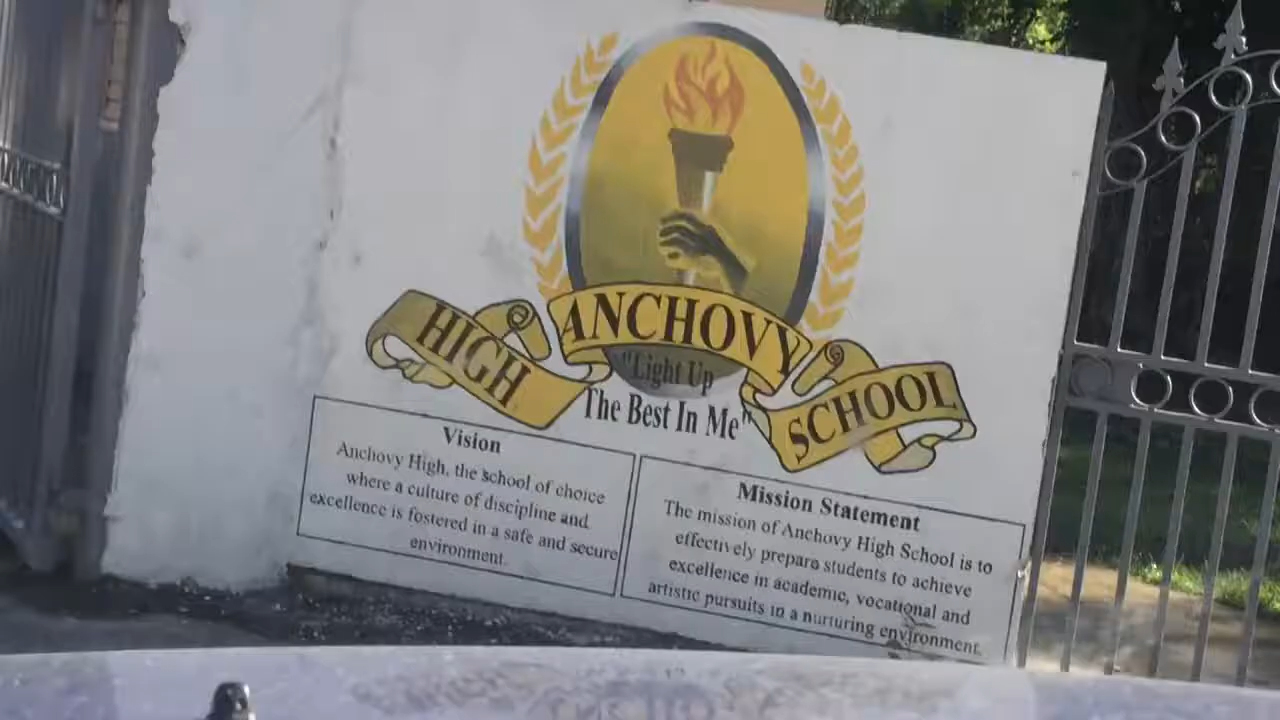 HIGH ANCHOVY SCHOOL
"Light Up
The Best In Me"
Vision
Anchovy High, the school of choice
where a culture of discipline and
excellence is fostered in a safe and secure
environment.
Mission Statement
The mission of Anchovy High School is to
effectively prepare students to achieve
excellence in academic, vocational and
artistic pursuits in a nurturing environment.